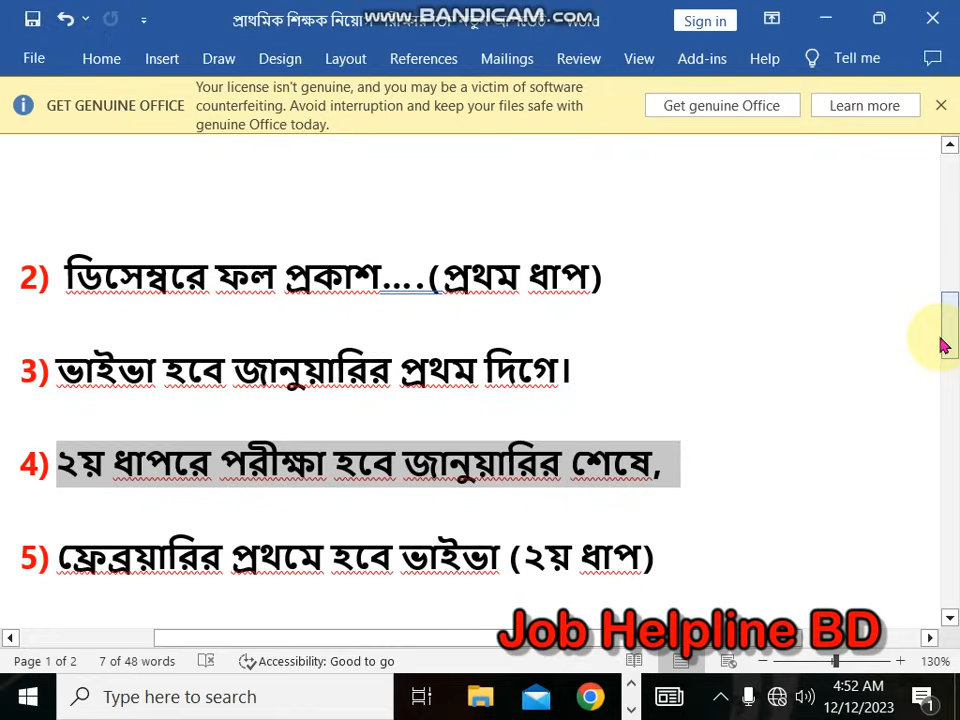 প্রাথমিক শিক্ষক নিয়োগ
www.BANDICAM.com
Word
Sign in
File Home Insert Draw Design Layout References Mailings Review View Add-ins Help Tell me
GET GENUINE OFFICE
Your license isn't genuine, and you may be a victim of software
counterfeiting. Avoid interruption and keep your files safe with
genuine Office today.
Get genuine Office
Learn more
2) ডিসেম্বরে ফল প্রকাশ....(প্রথম ধাপ)
3) ভাইভা হবে জানুয়ারির প্রথম দিগে।
4) ২য় ধাপরে পরীক্ষা হবে জানুয়ারির শেষে,
5) ফ্রেব্রয়ারির প্রথমে হবে ভাইভা (২য় ধাপ)
Job Helpline BD
Page 1 of 2 7 of 48 words Accessibility: Good to go 130%
Type here to search
4:52 AM
12/12/2023
1